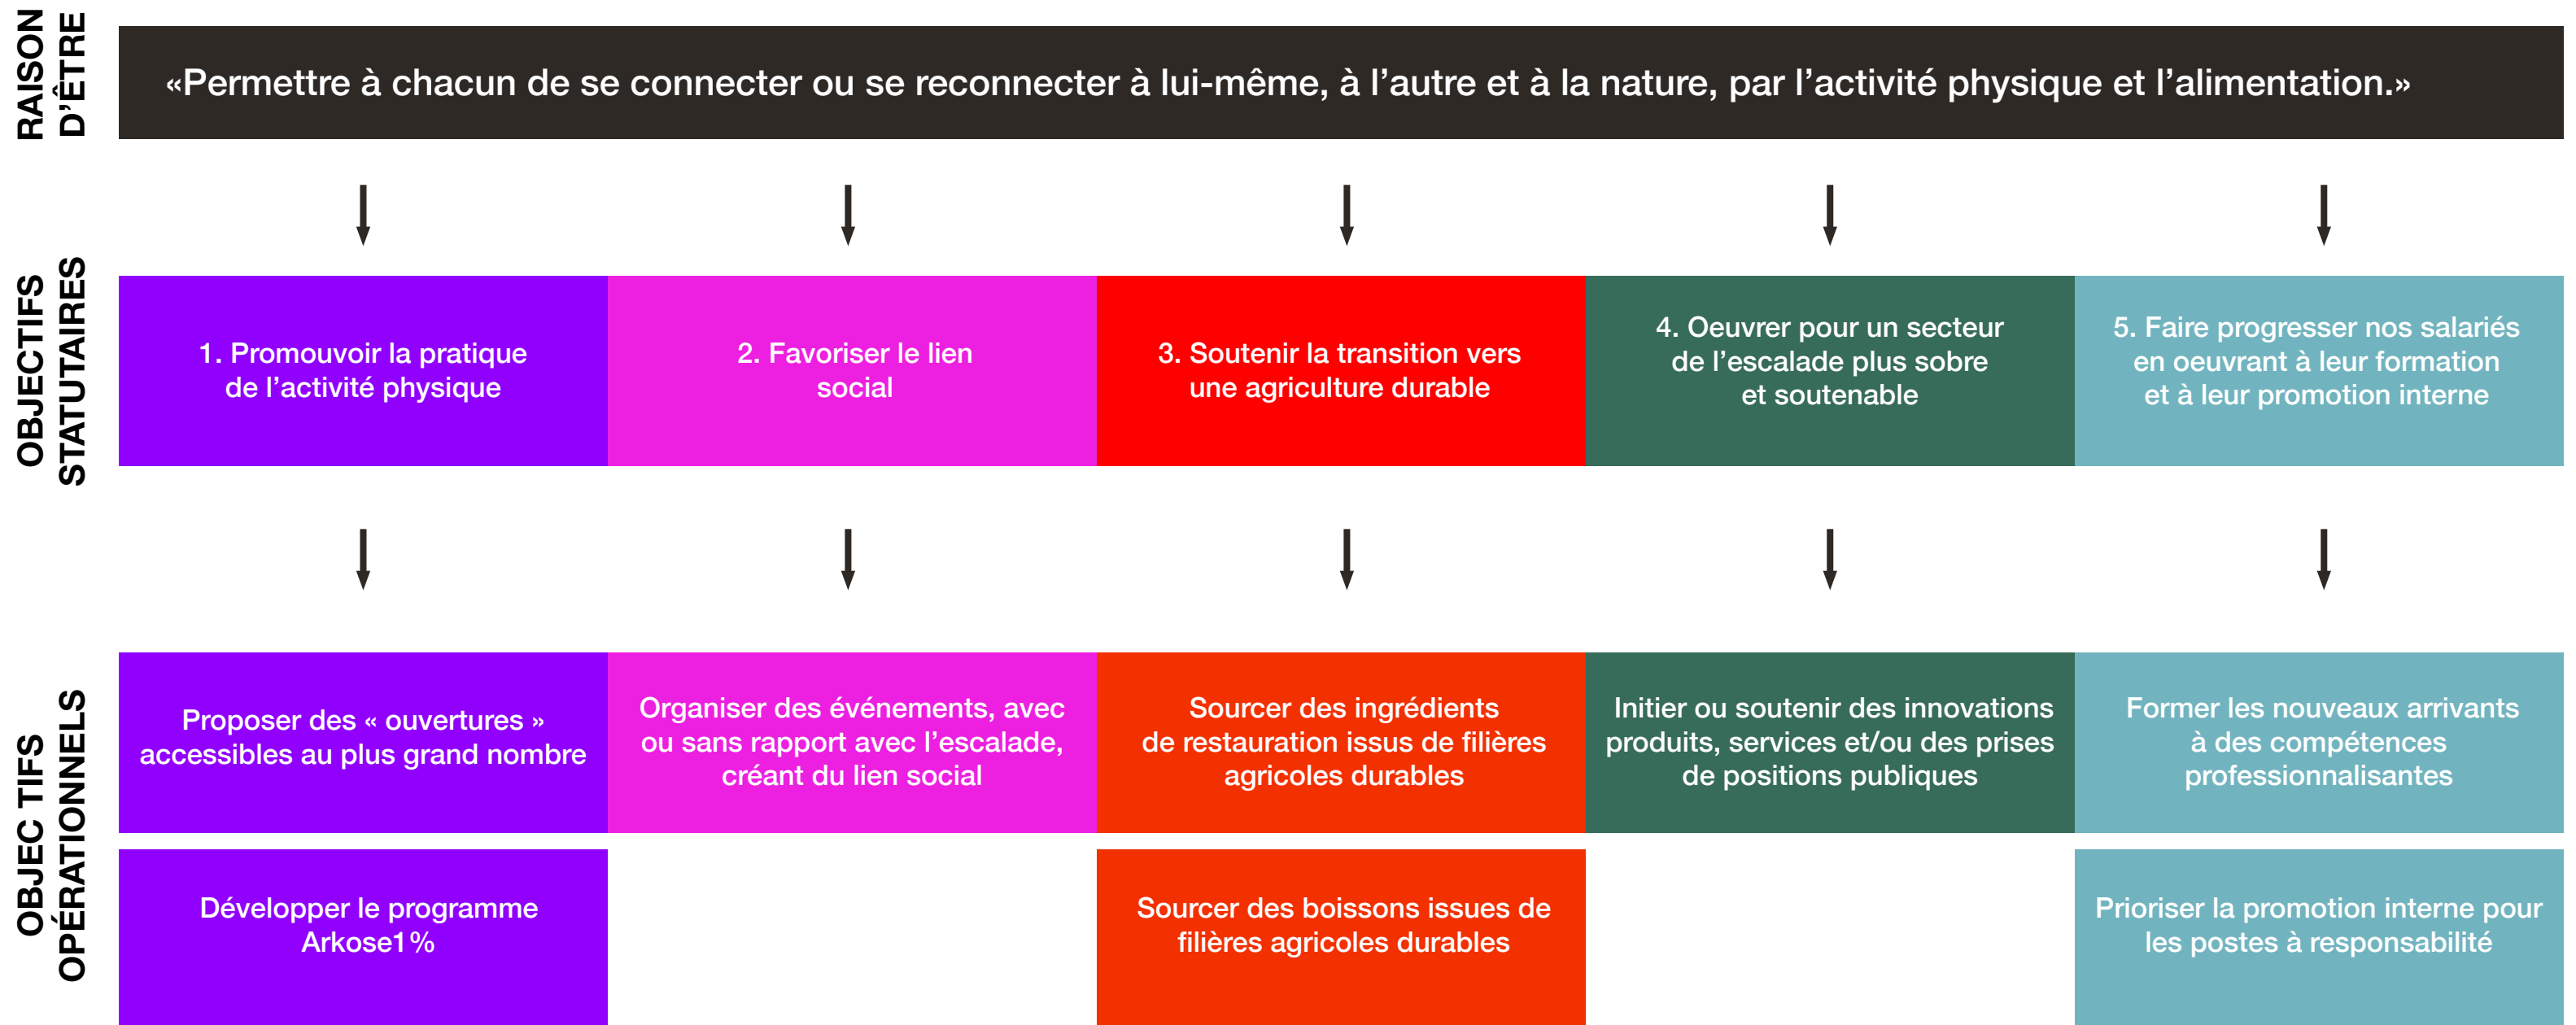 RAISON
D'ÊTRE
«Permettre à chacun de se connecter ou se reconnecter à lui-même, à l'autre et à la nature, par l'activité physique et l'alimentation.»
OBJECTIFS
STATUTAIRES
1. Promouvoir la pratique
de l'activité physique
2. Favoriser le lien
social
3. Soutenir la transition vers
une agriculture durable
4. Oeuvrer pour un secteur
de l'escalade plus sobre
et soutenable
5. Faire progresser nos salariés
en oeuvrant à leur formation
et à leur promotion interne
OBJEC TIFS
OPÉRATIONNELS
Proposer des « ouvertures »
accessibles au plus grand nombre
Organiser des événements, avec
ou sans rapport avec l'escalade,
créant du lien social
Sourcer des ingrédients
de restauration issus de filières
agricoles durables
Initier ou soutenir des innovations
produits, services et/ou des prises
de positions publiques
Former les nouveaux arrivants
à des compétences
professionnalisantes
Développer le programme
Arkose1%
Sourcer des boissons issues de
filières agricoles durables
Prioriser la promotion interne pour
les postes à responsabilité